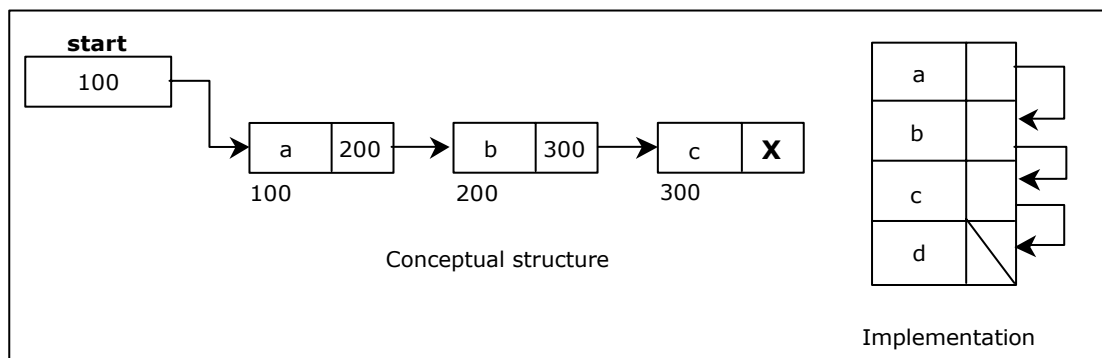 start
100
a 200 b 300 c X
100 200 300
Conceptual structure
a
b
c
d
Implementation